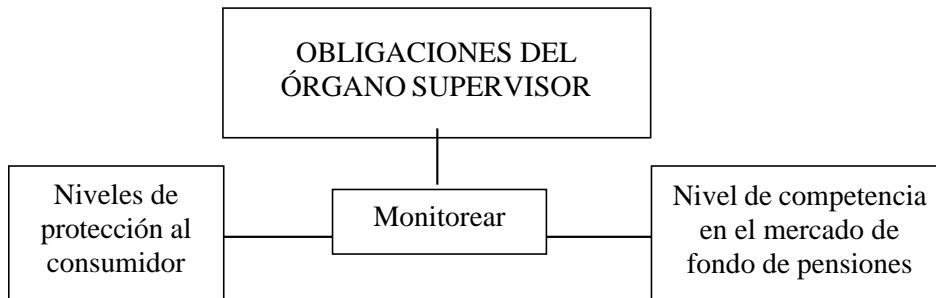 OBLIGACIONES DEL
ÓRGANO SUPERVISOR
Niveles de
protección al
consumidor
Monitorear
Nivel de competencia
en el mercado de
fondo de pensiones